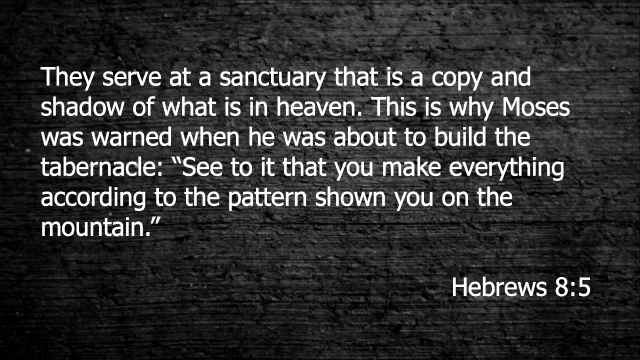 They serve at a sanctuary that is a copy and
shadow of what is in heaven. This is why Moses
was warned when he was about to build the
tabernacle: “See to it that you make everything
according to the pattern shown you on the
mountain.”
Hebrews 8:5